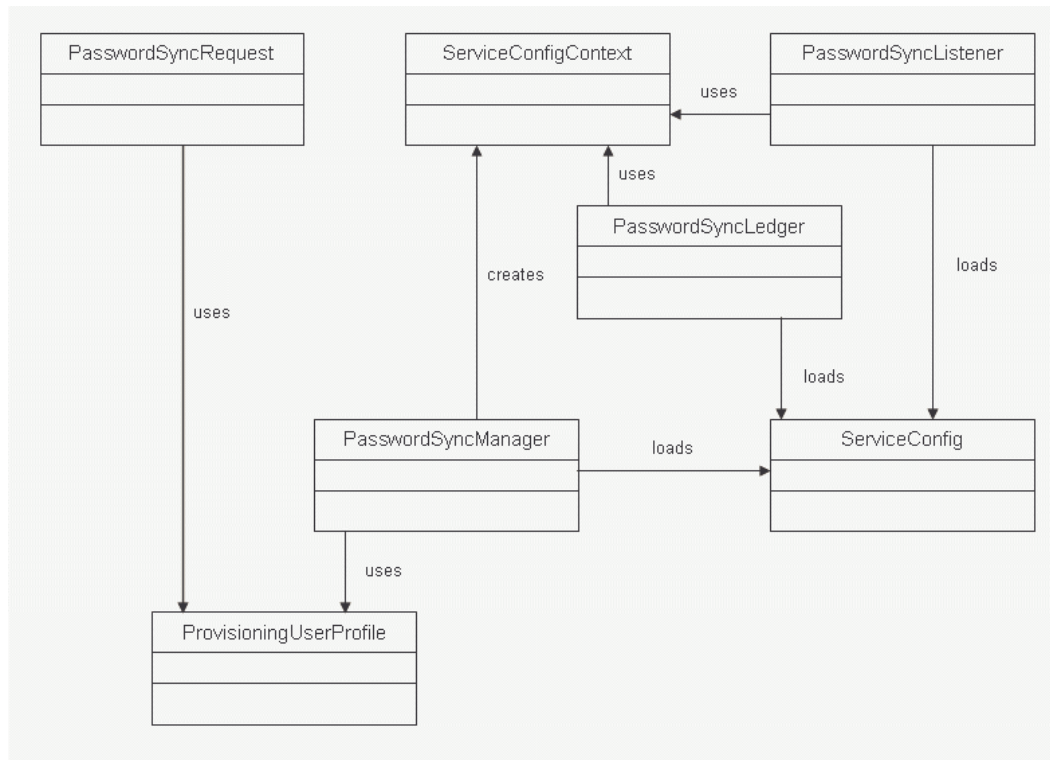 PasswordSyncRequest
ServiceConfigContext
PasswordSyncListener
uses
uses
PasswordSyncLedger
creates
loads
uses
loads
PasswordSyncManager
loads
ServiceConfig
uses
ProvisioningUserProfile